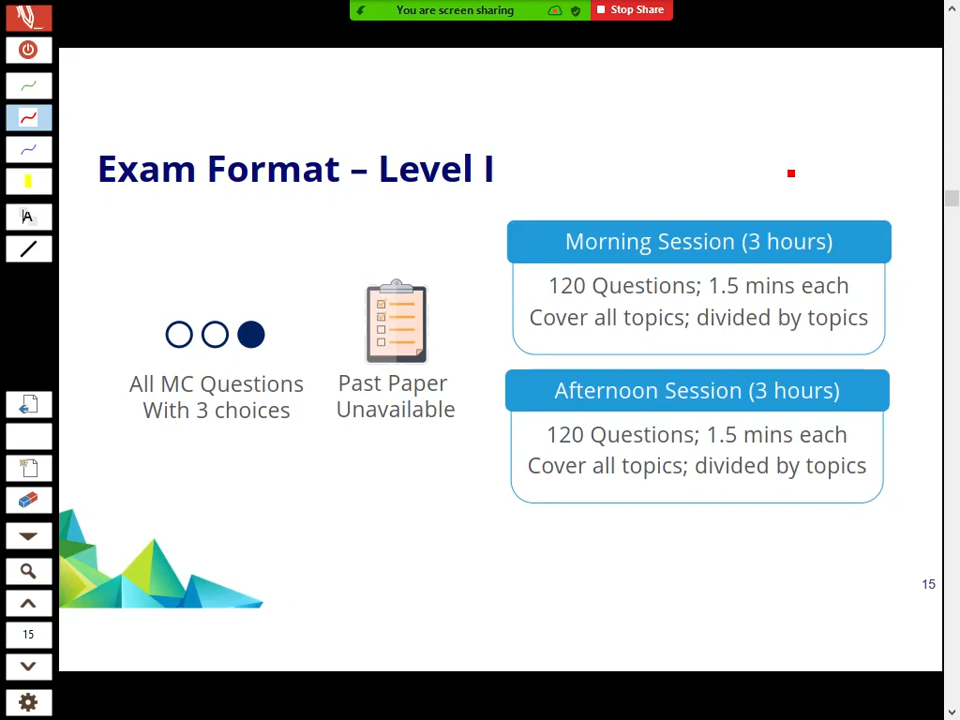 You are screen sharing
Stop Share
Exam Format – Level I
Morning Session (3 hours)
120 Questions; 1.5 mins each
Cover all topics; divided by topics
All MC Questions
With 3 choices
Past Paper
Unavailable
Afternoon Session (3 hours)
120 Questions; 1.5 mins each
Cover all topics; divided by topics
15
A
15